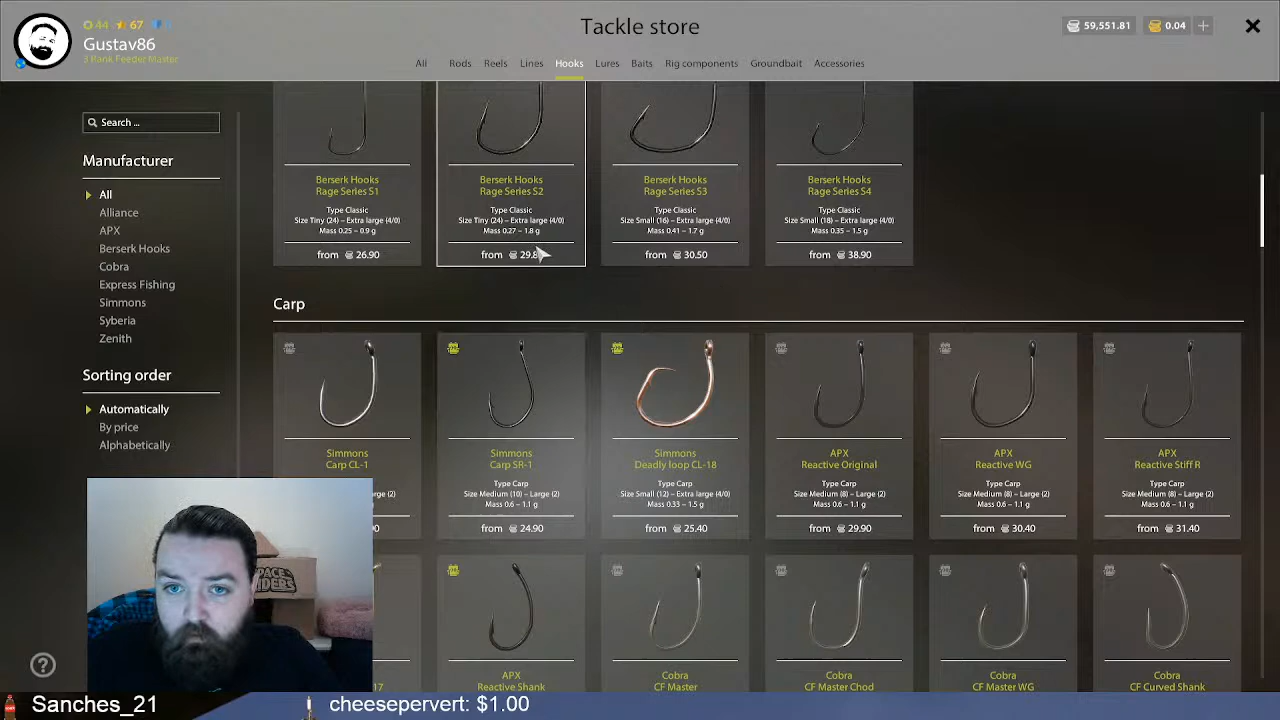 44 67
Gustav86
3 Rank Feeder Master
Tackle store
59,551.81
0.04
All Rods Reels Lines Hooks Lures Baits Rig components Groundbait Accessories
Search ...
Manufacturer
All
Alliance
APX
Berserk Hooks
Cobra
Express Fishing
Simmons
Syberia
Zenith
Sorting order
Automatically
By price
Alphabetically
Berserk Hooks
Rage Series S1
Type Classic
Size Tiny (24) – Extra large (4/0)
Mass 0.25 – 0.9 g
from 26.90
Berserk Hooks
Rage Series S2
Type Classic
Size Tiny (24) – Extra large (4/0)
Mass 0.27 – 1.8 g
from
Berserk Hooks
Rage Series S3
Type Classic
Size Small (16) – Extra large (4/0)
Mass 0.41 – 1.7 g
from 30.50
Berserk Hooks
Rage Series S4
Type Classic
Size Small (18) – Extra large (4/0)
Mass 0.35 – 1.5 g
from 38.90
Carp
Simmons
Carp CL-1
Simmons
Carp SR-1
Type Carp
Size Medium (10) – Large (2)
Mass 0.6 – 1.1 g
from 24.90
Simmons
Deadly loop CL-18
Type Carp
Size Small (12) – Extra large (4/0)
Mass 0.33 – 1.5 g
from 25.40
APX
Reactive Original
Type Carp
Size Medium (8) – Large (2)
Mass 0.6 – 1.1 g
from 29.90
APX
Reactive WG
Type Carp
Size Medium (8) – Large (2)
Mass 0.6 – 1.1 g
from 30.40
APX
Reactive Stiff R
Type Carp
Size Medium (8) – Large (2)
Mass 0.6 – 1.1 g
from 31.40
APX
Reactive Shank
Cobra
CF Master
Cobra
CF Master Chod
Cobra
CF Master WG
Cobra
CF Curved Shank
Sanches_21
cheesepervert: $1.00